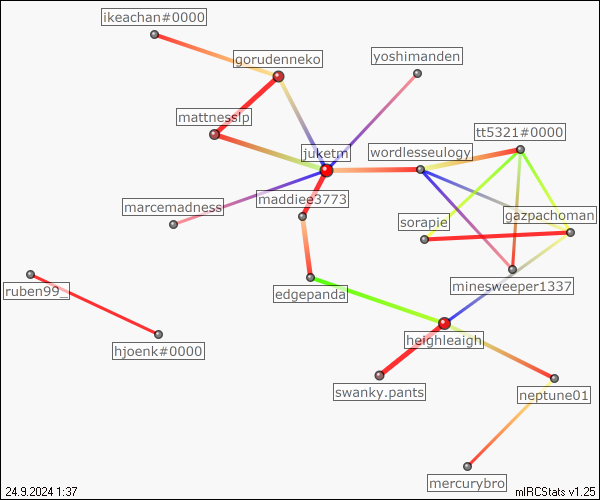 ikeachan#0000
gorudenneko
yoshimanden
mattnesslp
tt5321#0000
juketm
wordlesseulogy
maddiee3773
marcemadness
gazpachoman
sorapie
ruben99_
edgepanda
minesweeper1337
hjoenk#0000
heighleaigh
swanky.pants
neptune01
mercurybro
24.9.2024 1:37
mIRCStats v1.25